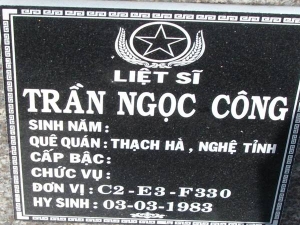 LIỆT SĨ
TRẦN NGỌC CÔNG
SINH NĂM :
QUÊ QUÁN : THẠCH HÀ , NGHỆ TĨNH
CẤP BẬC :
CHỨC VỤ :
ĐƠN VỊ : C2-E3-F330
HY SINH : 03-03-1983